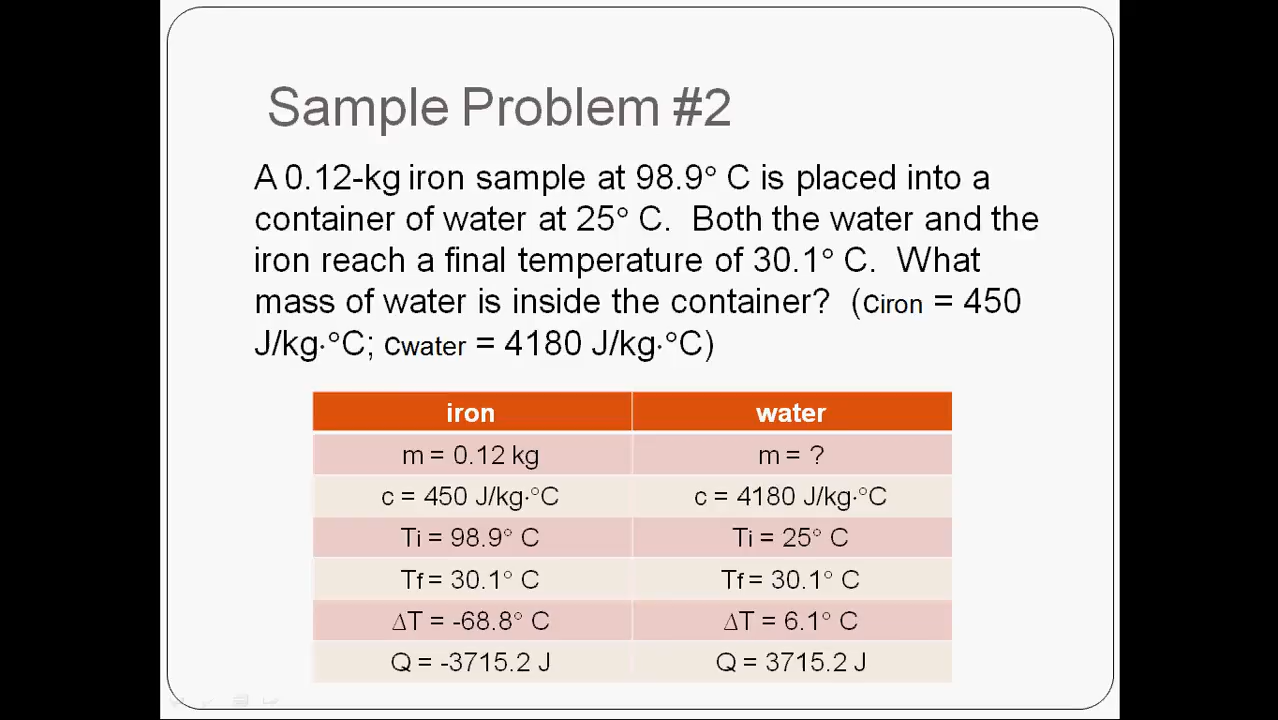 Sample Problem #2
A 0.12-kg iron sample at 98.9° C is placed into a
container of water at 25° C.  Both the water and the
iron reach a final temperature of 30.1° C.  What
mass of water is inside the container?  (ciron = 450
J/kg·°C; cwater = 4180 J/kg·°C)
iron water
m = 0.12 kg m = ?
c = 450 J/kg·°C c = 4180 J/kg·°C
Ti = 98.9° C Ti = 25° C
Tf = 30.1° C Tf = 30.1° C
∆T = -68.8° C ∆T = 6.1° C
Q = -3715.2 J Q = 3715.2 J